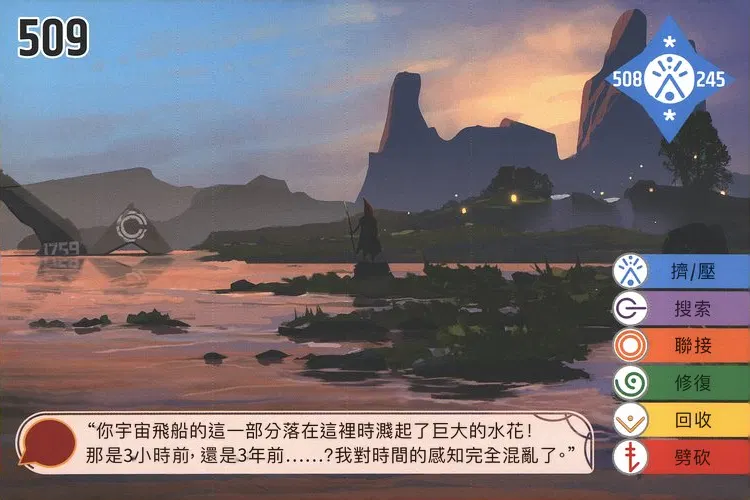 509
508
245
1759
擠/壓
搜索
聯接
修復
回收
劈砍
“你宇宙飛船的這一部分落在這裡時濺起了巨大的水花!
那是3小時前,還是3年前……?我對時間的感知完全混亂了。”